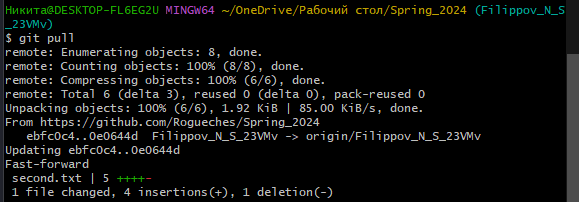 Никита@DESKTOP-FL6EG2U MINGW64 ~/OneDrive/Рабочий стол/Spring_2024 (Filippov_N_S
_23VMv)
$ git pull
remote: Enumerating objects: 8, done.
remote: Counting objects: 100% (8/8), done.
remote: Compressing objects: 100% (6/6), done.
remote: Total 6 (delta 3), reused 0 (delta 0), pack-reused 0
Unpacking objects: 100% (6/6), 1.92 KiB | 85.00 KiB/s, done.
From https://github.com/Rogueches/Spring_2024
   ebfc0c4..0e0644d  Filippov_N_S_23VMv -> origin/Filippov_N_S_23VMv
Updating ebfc0c4..0e0644d
Fast-forward
 second.txt | 5 ++++-
 1 file changed, 4 insertions(+), 1 deletion(-)